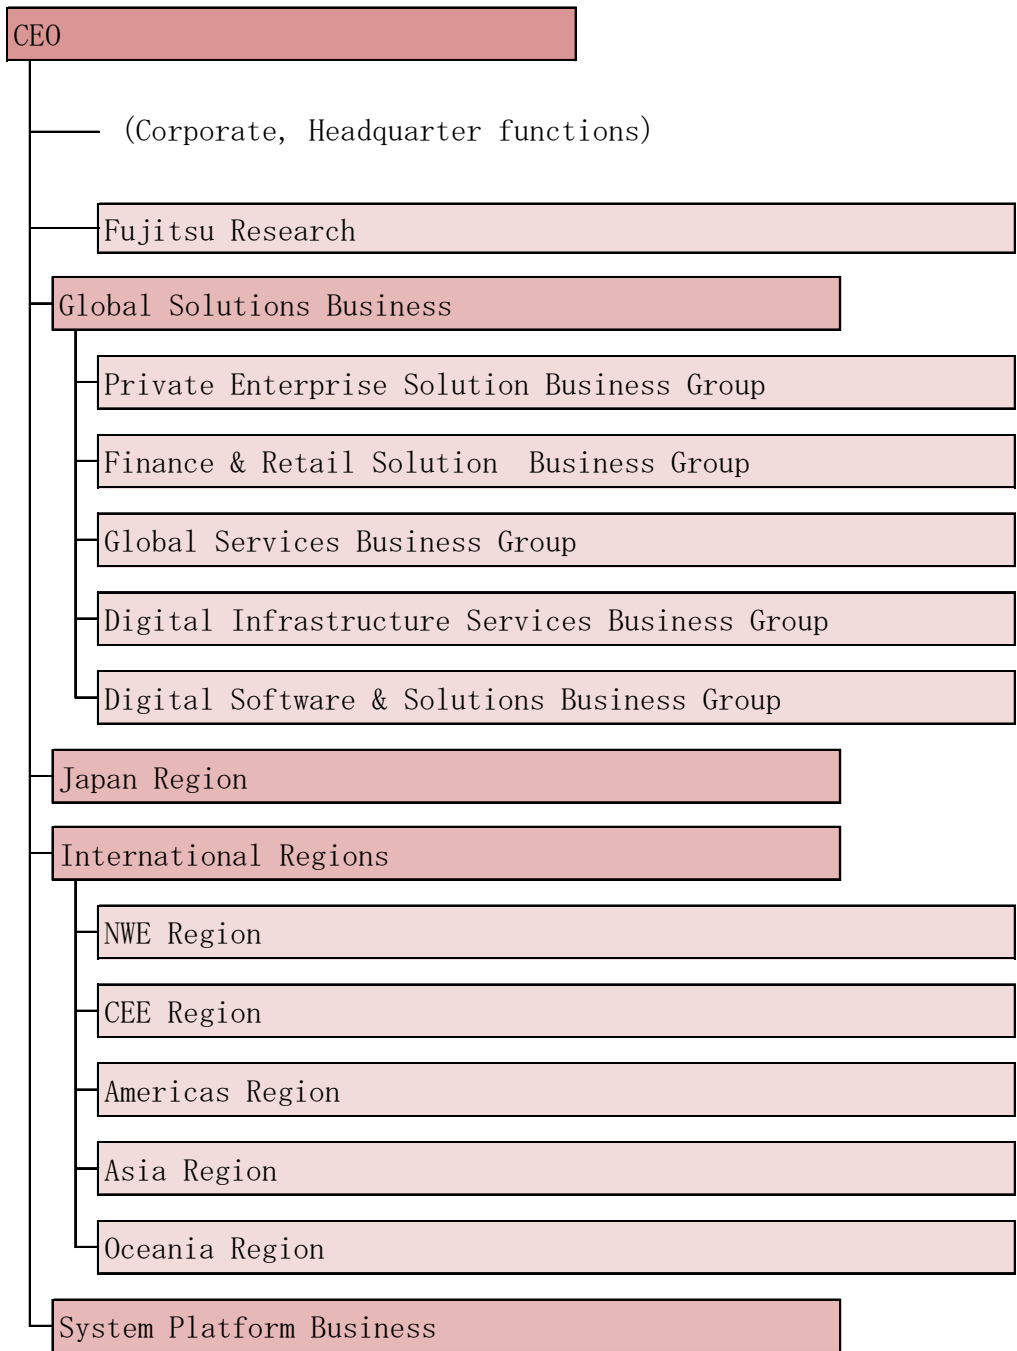 CEO
(Corporate, Headquarter functions)
Fujitsu Research
Global Solutions Business
Private Enterprise Solution Business Group
Finance & Retail Solution  Business Group
Global Services Business Group
Digital Infrastructure Services Business Group
Digital Software & Solutions Business Group
Japan Region
International Regions
NWE Region
CEE Region
Americas Region
Asia Region
Oceania Region
System Platform Business